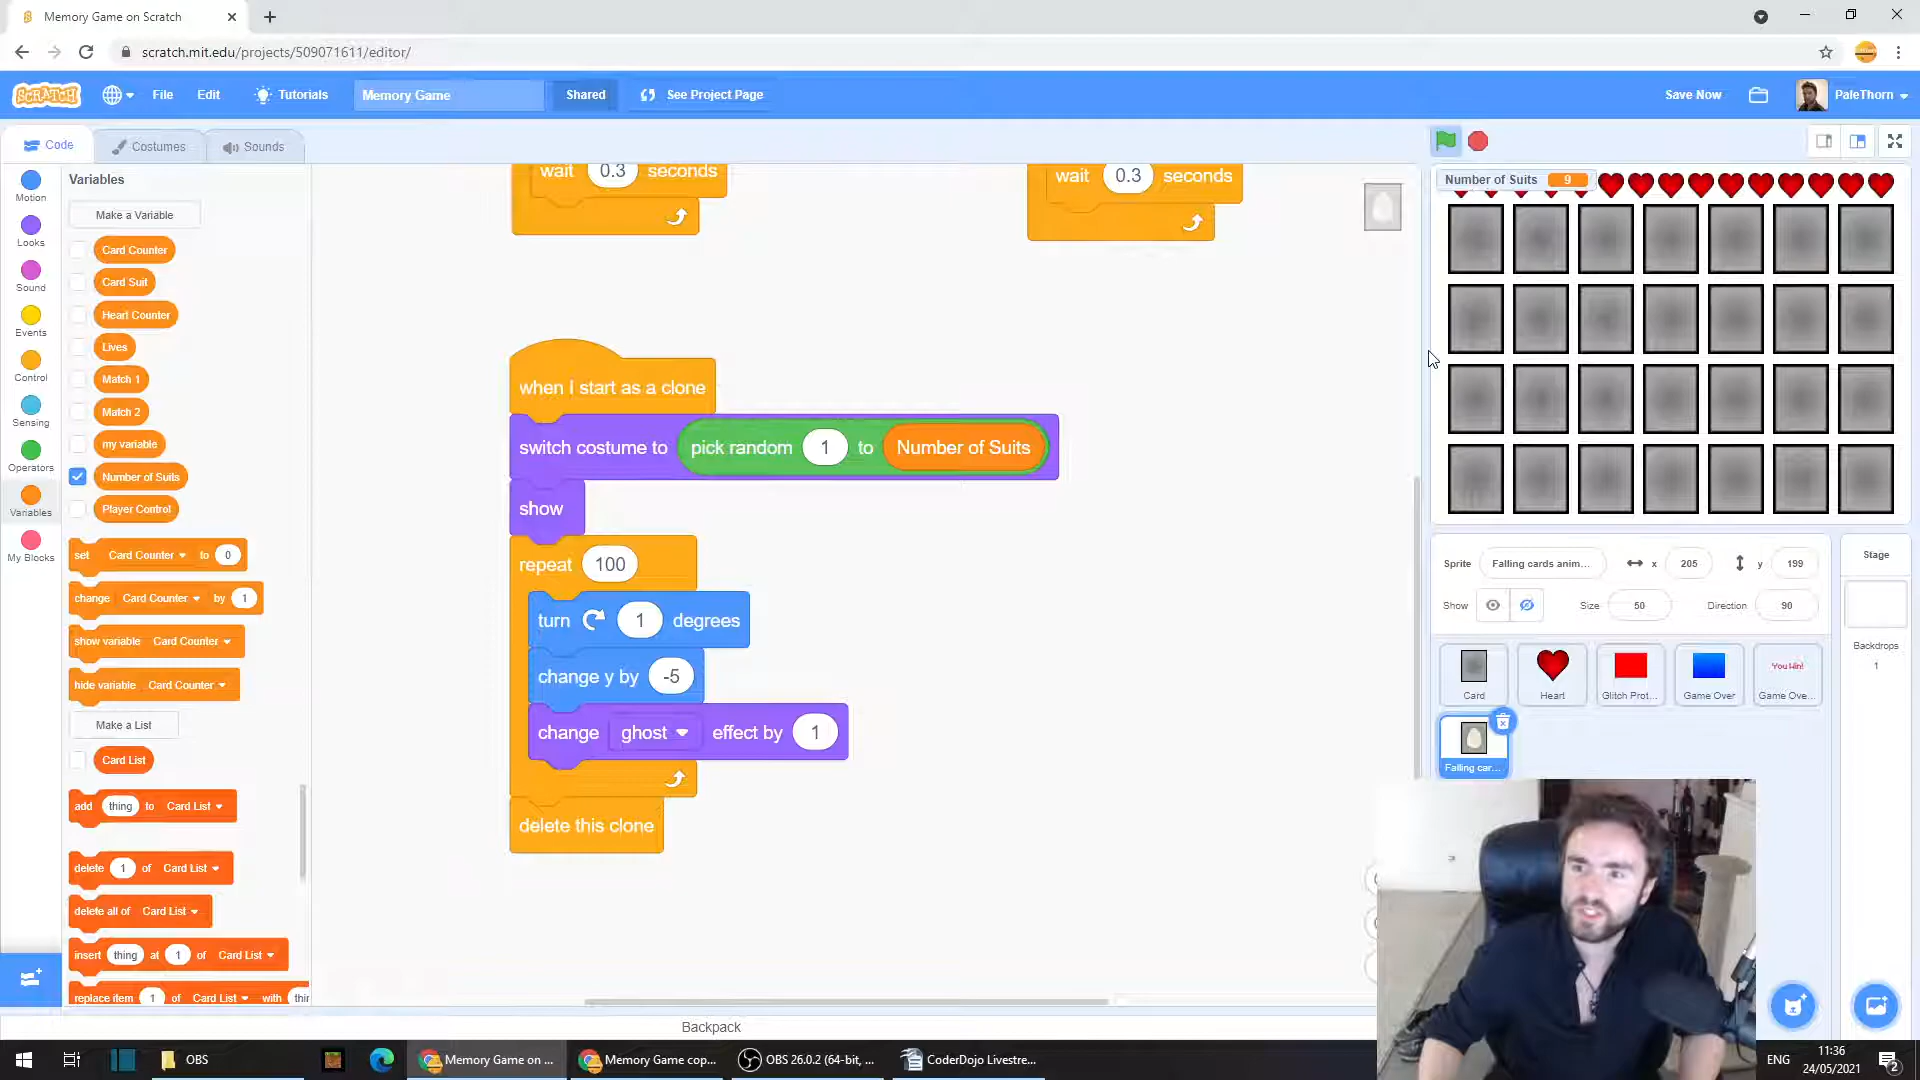 Memory Game on Scratch
scratch.mit.edu/projects/509071611/editor/
SCRATCH
File
Edit
Tutorials
Memory Game
Shared
See Project Page
Save Now
PaleThorn
Code
Costumes
Sounds
Motion
Looks
Sound
Events
Control
Sensing
Operators
Variables
My Blocks
Variables
Make a Variable
Card Counter
Card Suit
Heart Counter
Lives
Match 1
Match 2
my variable
Number of Suits
Player Control
set Card Counter to 0
change Card Counter by 1
show variable Card Counter
hide variable Card Counter
Make a List
Card List
add thing to Card List
delete 1 of Card List
delete all of Card List
insert thing at 1 of Card List
replace item 1 of Card List with thin
wait 0.3 seconds
wait 0.3 seconds
when I start as a clone
switch costume to pick random 1 to Number of Suits
show
repeat 100
turn 1 degrees
change y by -5
change ghost effect by 1
delete this clone
Number of Suits 9
Sprite Falling cards anim... x 205 y 199
Show Size 50 Direction 90
Stage
Backdrops
1
Card
Heart
Glitch Prot...
Game Over
You Win!
Game Ove...
Falling car...
Backpack
OBS
Memory Game on ...
Memory Game cop...
OBS 26.0.2 (64-bit, ...
CoderDojo Livestre...
ENG
11:36
24/05/2021
2